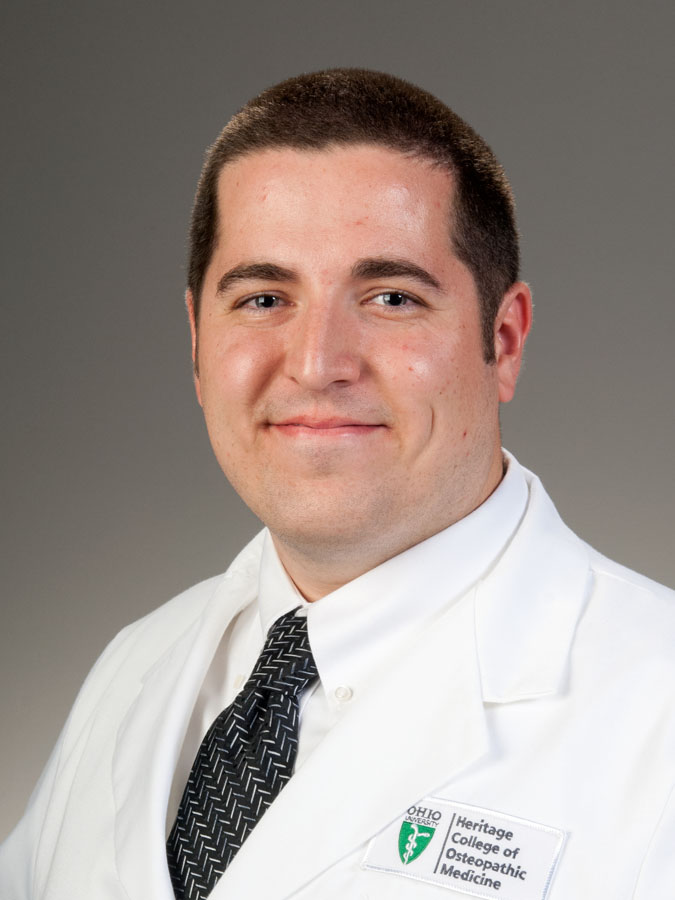 OHIO
UNIVERSITY
Heritage
College of
Osteopathic
Medicine